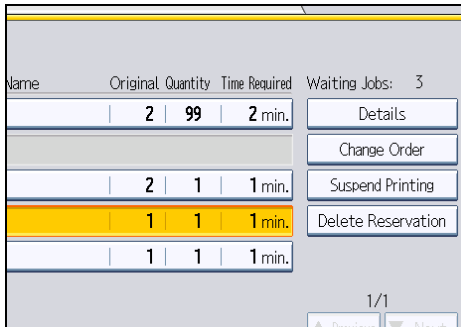 Name Original Quantity Time Required Waiting Jobs: 3
2 99 2 min. Details
Change Order
2 1 1 min. Suspend Printing
1 1 1 min. Delete Reservation
1 1 1 min.
1/1